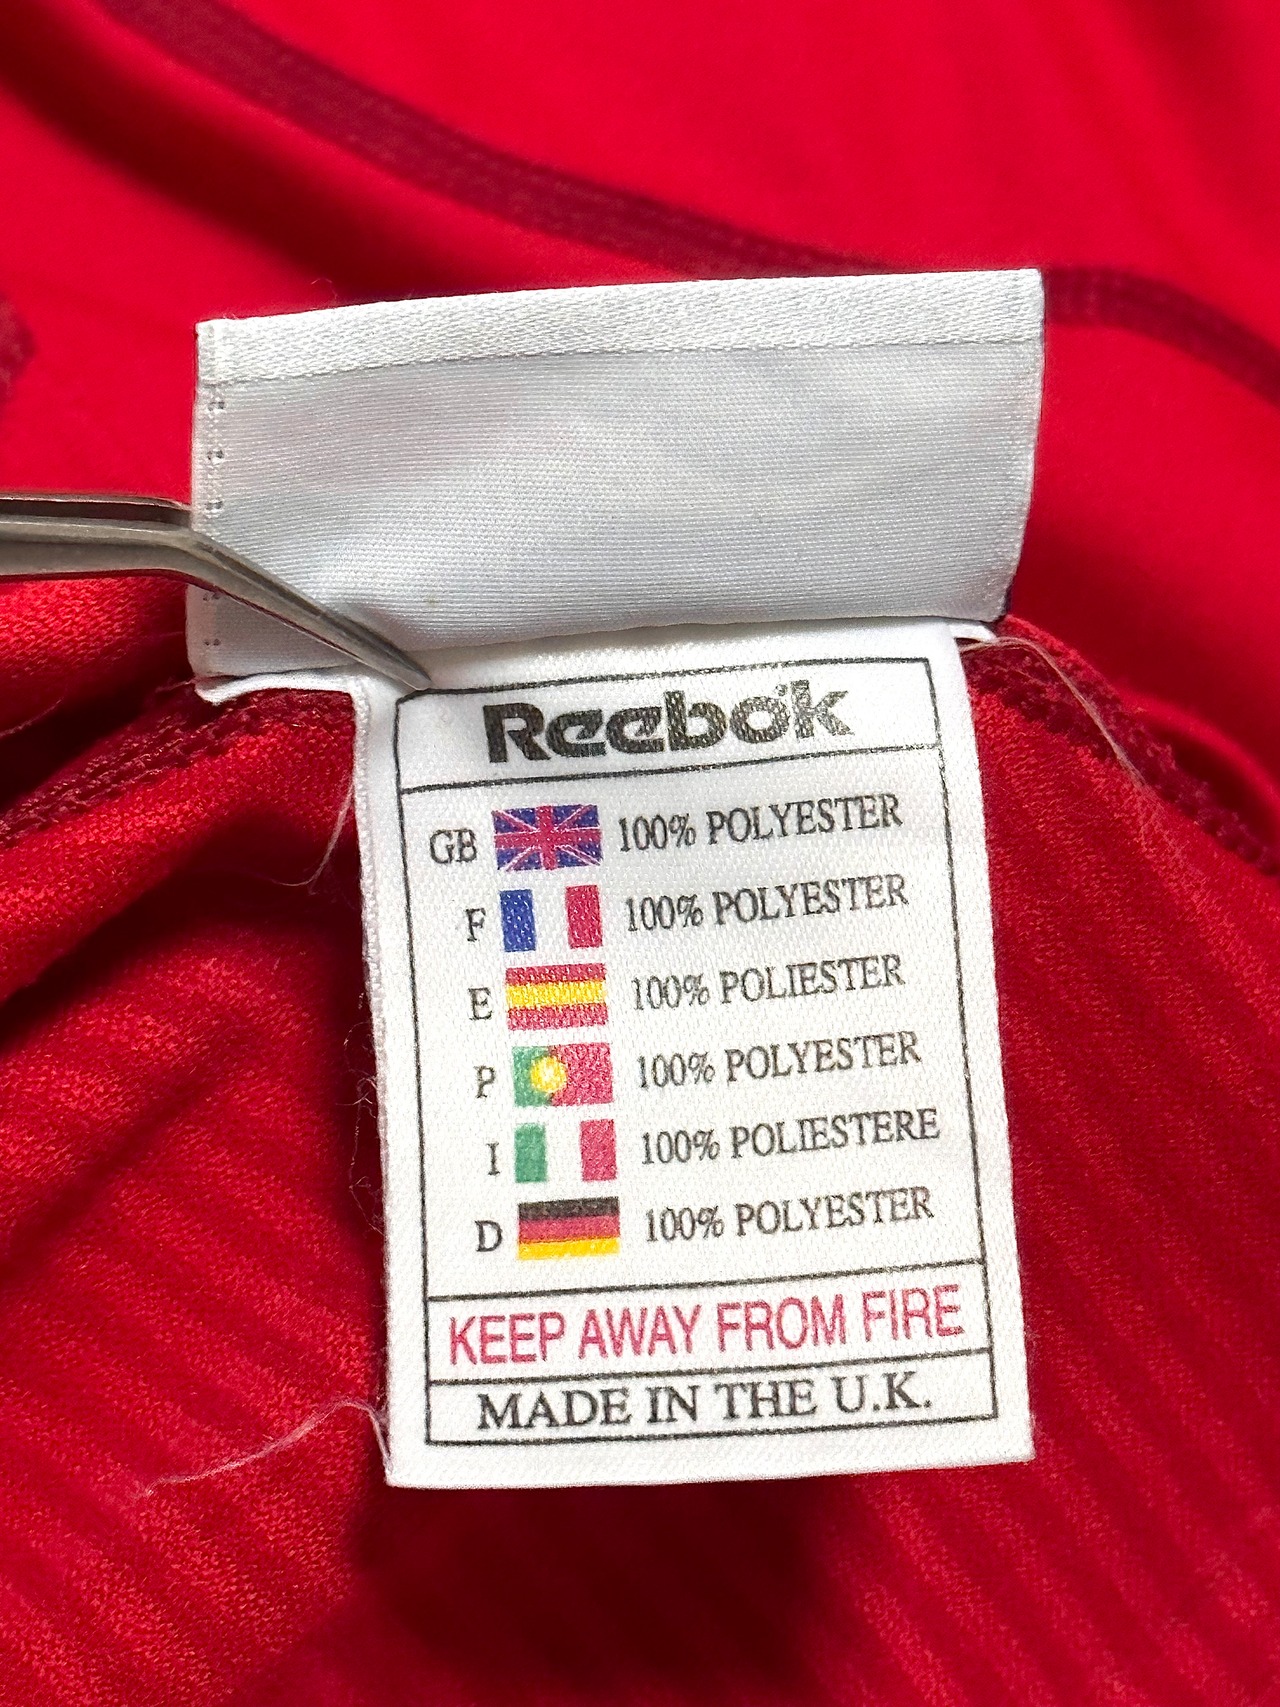 Reebok
GB 100% POLYESTER
F 100% POLYESTER
E 100% POLIESTER
P 100% POLYESTER
I 100% POLIESTERE
D 100% POLYESTER
KEEP AWAY FROM FIRE
MADE IN THE U.K.